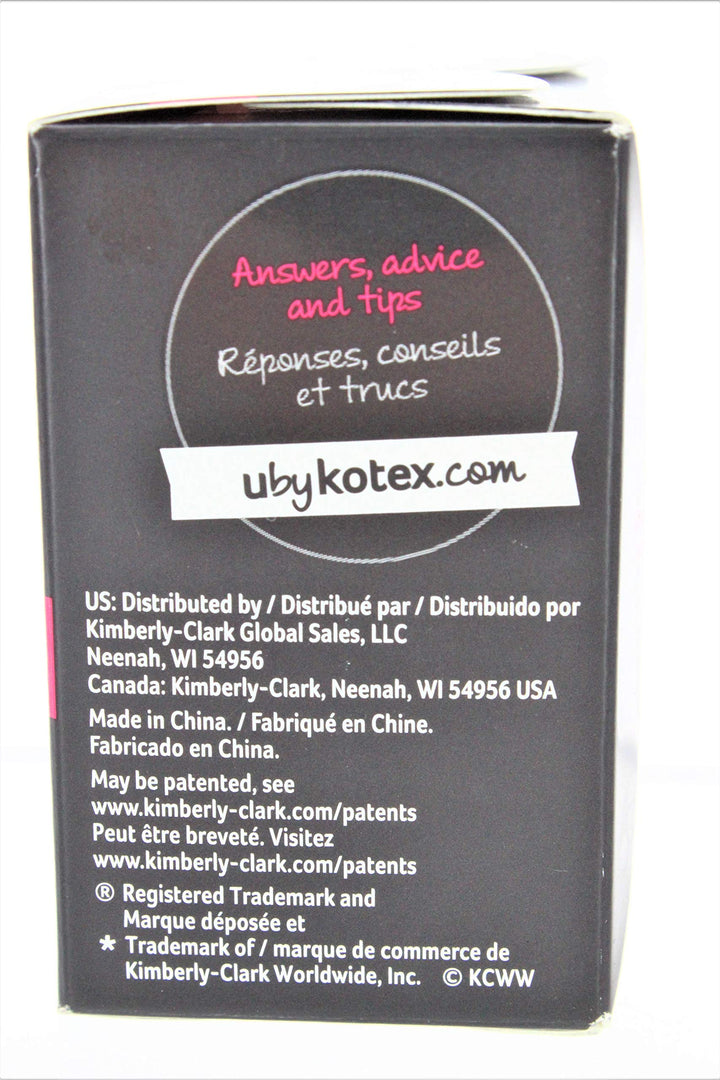 Answers, advice
and tips
Réponses, conseils
et trucs
ubykotex.com
US: Distributed by / Distribué par / Distribuido por
Kimberly-Clark Global Sales, LLC
Neenah, WI 54956
Canada: Kimberly-Clark, Neenah, WI 54956 USA
Made in China. / Fabriqué en Chine.
Fabricado en China.
May be patented, see
www.kimberly-clark.com/patents
Peut être breveté. Visitez
www.kimberly-clark.com/patents
® Registered Trademark and
Marque déposée et
* Trademark of / marque de commerce de
Kimberly-Clark Worldwide, Inc. © KCWW